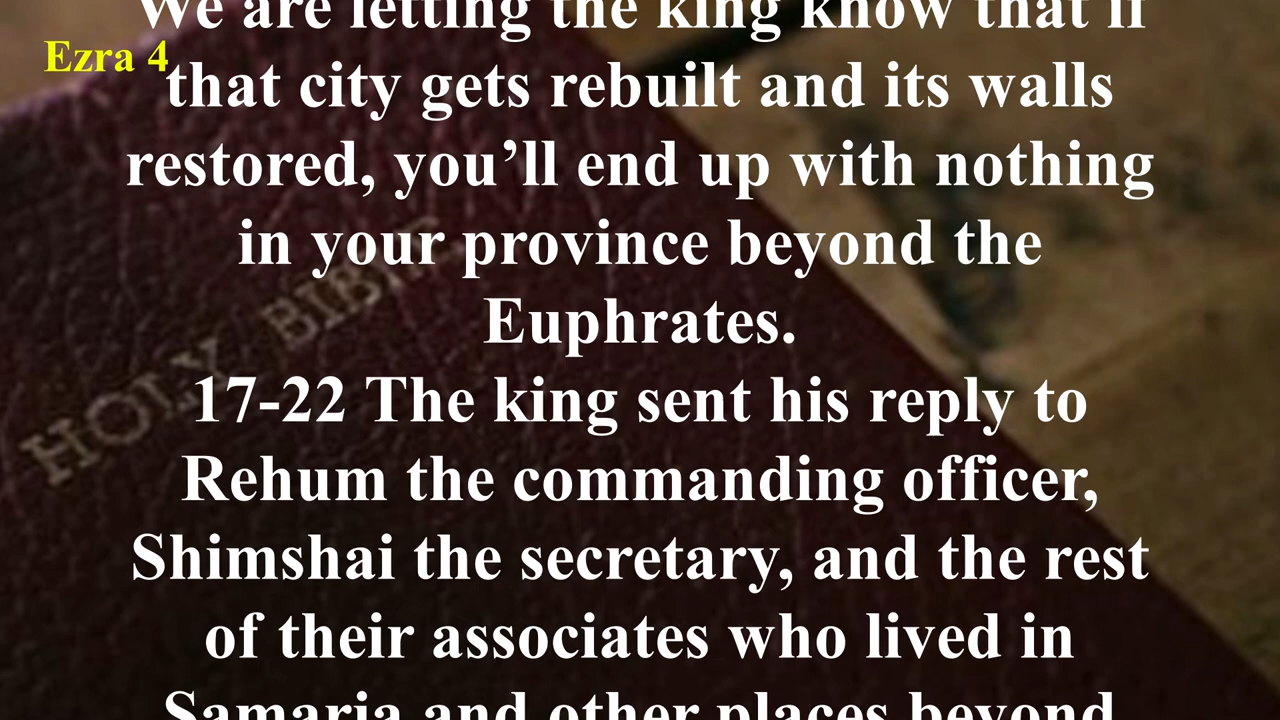 We are letting the king know that if
Ezra 4
that city gets rebuilt and its walls
restored, you’ll end up with nothing
in your province beyond the
Euphrates.
17-22 The king sent his reply to
Rehum the commanding officer,
Shimshai the secretary, and the rest
of their associates who lived in
Samaria and other places beyond
HOLY BIBLE